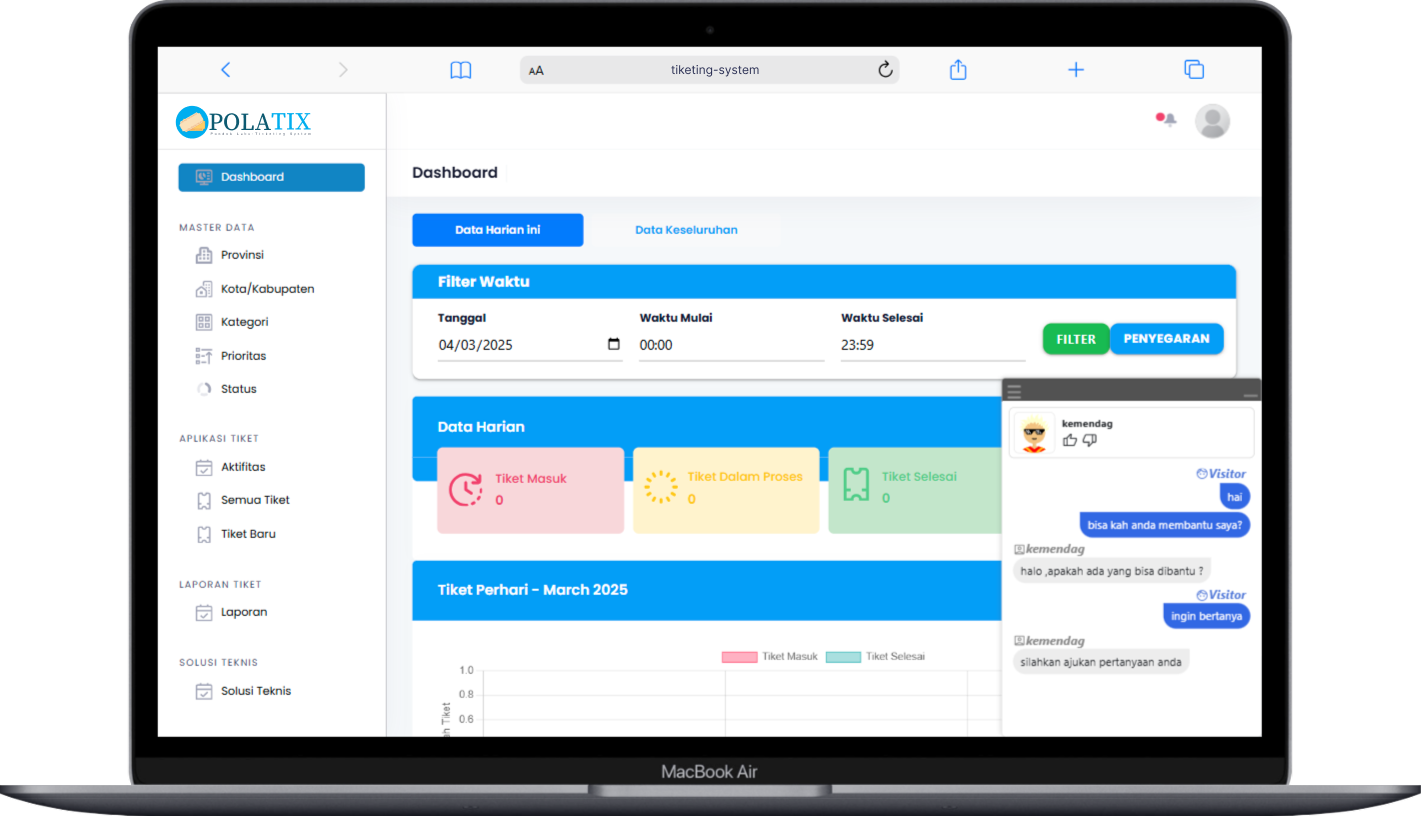 AA
tiketing-system
POLATIX
Dashboard
MASTER DATA
Provinsi
Kota/Kabupaten
Kategori
Prioritas
Status
APLIKASI TIKET
Aktifitas
Semua Tiket
Tiket Baru
LAPORAN TIKET
Laporan
SOLUSI TEKNIS
Solusi Teknis
Dashboard
Data Harian ini
Data Keseluruhan
Filter Waktu
Tanggal
Waktu Mulai
Waktu Selesai
04/03/2025
00:00
23:59
FILTER
PENYEGARAN
Data Harian
Tiket Masuk
0
Tiket Dalam Proses
0
Tiket Selesai
0
Tiket Perhari - March 2025
Tiket Masuk
Tiket Selesai
1.0
0.8
0.6
Tiket
kemendag
Visitor
hai
bisa kah anda membantu saya?
kemendag
halo ,apakah ada yang bisa dibantu ?
Visitor
ingin bertanya
kemendag
silahkan ajukan pertanyaan anda
MacBook Air